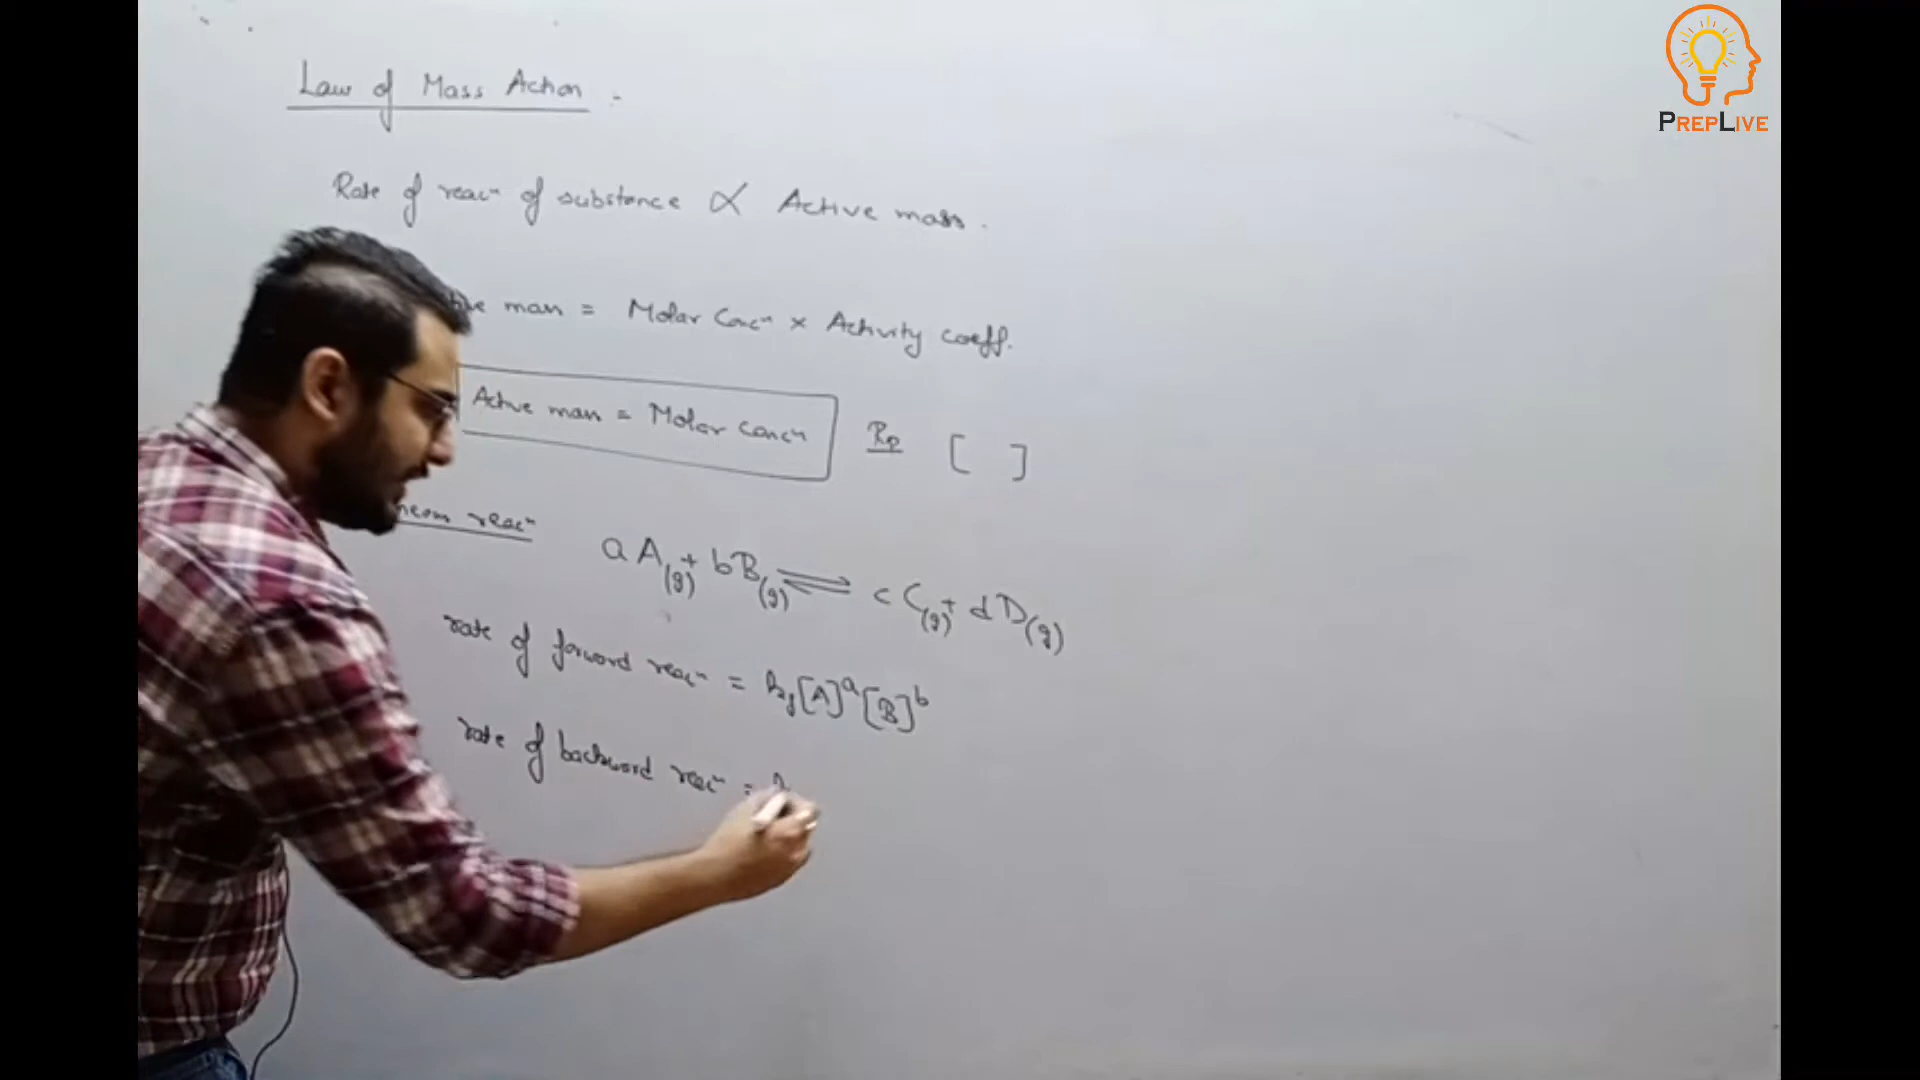 PREPLIVE
Law of Mass Action
Rate of reacⁿ of substance ∝ Active mass.
mass = Molar Concⁿ × Activity coeff.
Active mass = Molar Concⁿ Rp [ ]
reacⁿ
aA(g) + bB(g) ⇌ cC(g) + dD(g)
rate of forward reacⁿ = kf[A]ᵃ[B]ᵇ
rate of backward reacⁿ =